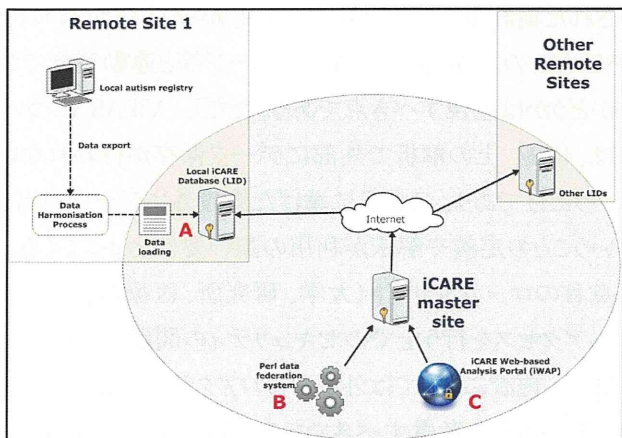 Remote Site 1
Local autism registry
Data export
Data
Harmonisation
Process
Data
loading
A
Local iCARE
Database (LID)
Other
Remote
Sites
Other LIDs
Internet
iCARE
master
site
Perl data
federation
system
B
iCARE Web-based
Analysis Portal (iWAP)
C